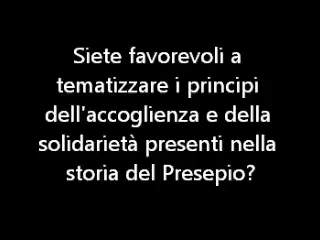 Siete favorevoli a
tematizzare i principi
dell'accoglienza e della
solidarietà presenti nella
storia del Presepio?